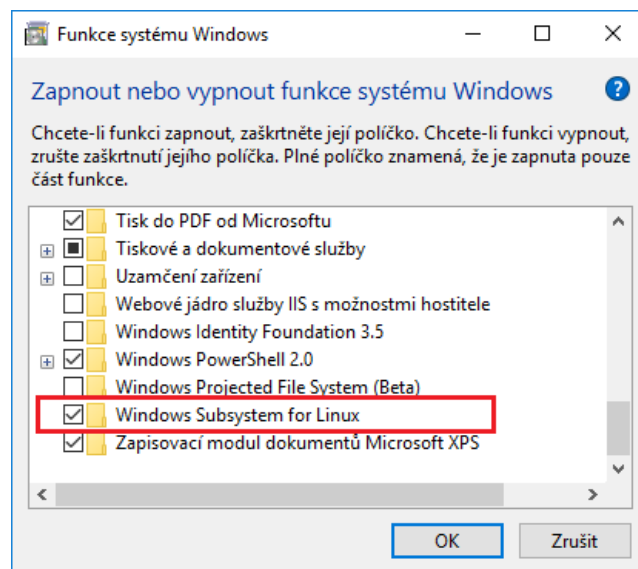 Funkce systému Windows
Zapnout nebo vypnout funkce systému Windows
Chcete-li funkci zapnout, zaškrtněte její políčko. Chcete-li funkci vypnout,
zrušte zaškrtnutí jejího políčka. Plné políčko znamená, že je zapnuta pouze
část funkce.
Tisk do PDF od Microsoftu
Tiskové a dokumentové služby
Uzamčení zařízení
Webové jádro služby IIS s možnostmi hostitele
Windows Identity Foundation 3.5
Windows PowerShell 2.0
Windows Projected File System (Beta)
Windows Subsystem for Linux
Zapisovací modul dokumentů Microsoft XPS
OK
Zrušit